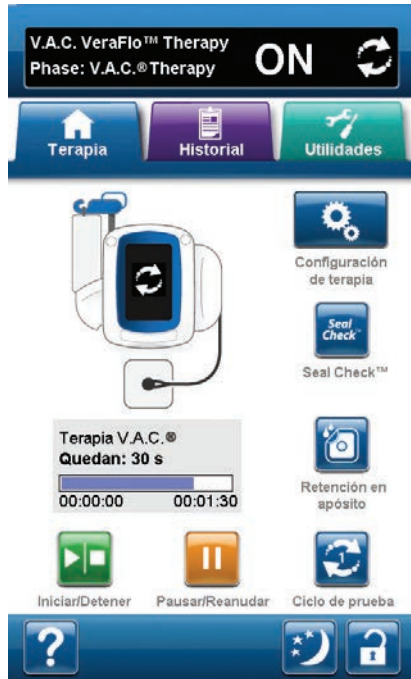 V.A.C. VeraFlo™ Therapy
Phase: V.A.C.® Therapy
ON
Terapia
Historial
Utilidades
Configuración
de terapia
Seal
Check™
Seal Check™
Terapia V.A.C.®
Quedan: 30 s
00:00:00 00:01:30
Retención en
apósito
1
Iniciar/Detener
Pausar/Reanudar
Ciclo de prueba
?